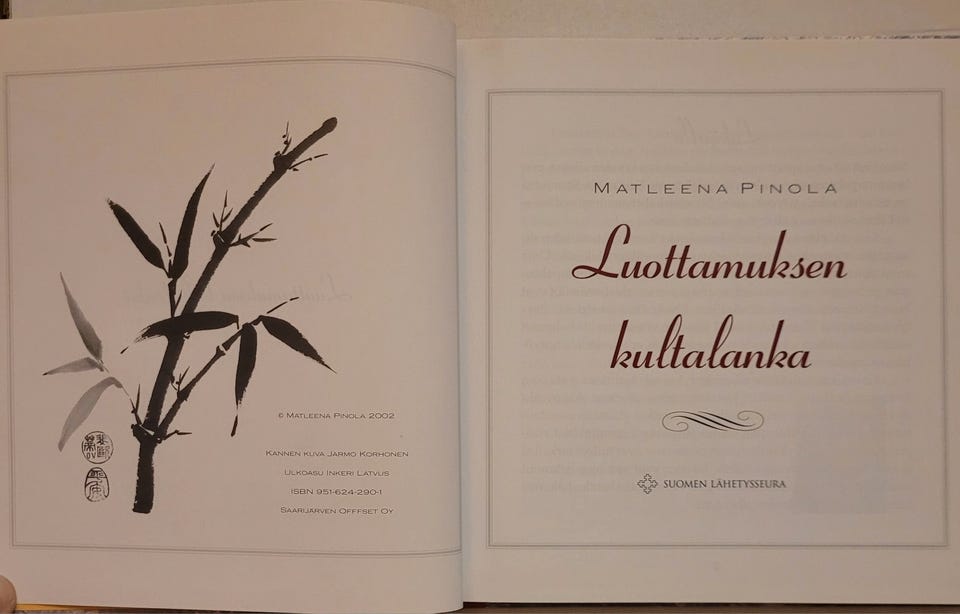 © Matleena Pinola 2002
Kannen kuva Jarmo Korhonen
Ulkoasu Inkeri Latvus
ISBN 951-624-290-1
Saarijärven Offfset Oy
Matleena Pinola
Luottamuksen
kultalanka
SUOMEN LÄHETYSSEURA